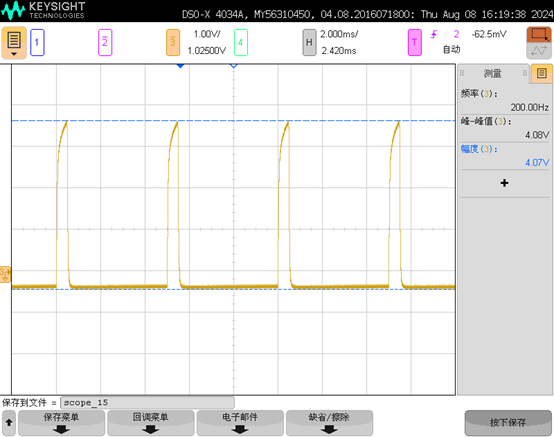 KEYSIGHT
TECHNOLOGIES
DSO-X 4034A, MY56310450, 04.08.2016071800: Thu Aug 08 16:19:38 2024
1
2
3
1.00V/
1.02500V
4
H
2.000ms/
2.420ms
T
2
自动
-62.5mV
测量
频率(3):
200.00Hz
峰-峰值(3):
4.08V
幅度(3):
4.07V
保存到文件 = scope_15
保存菜单
回调菜单
电子邮件
缺省/擦除
按下保存